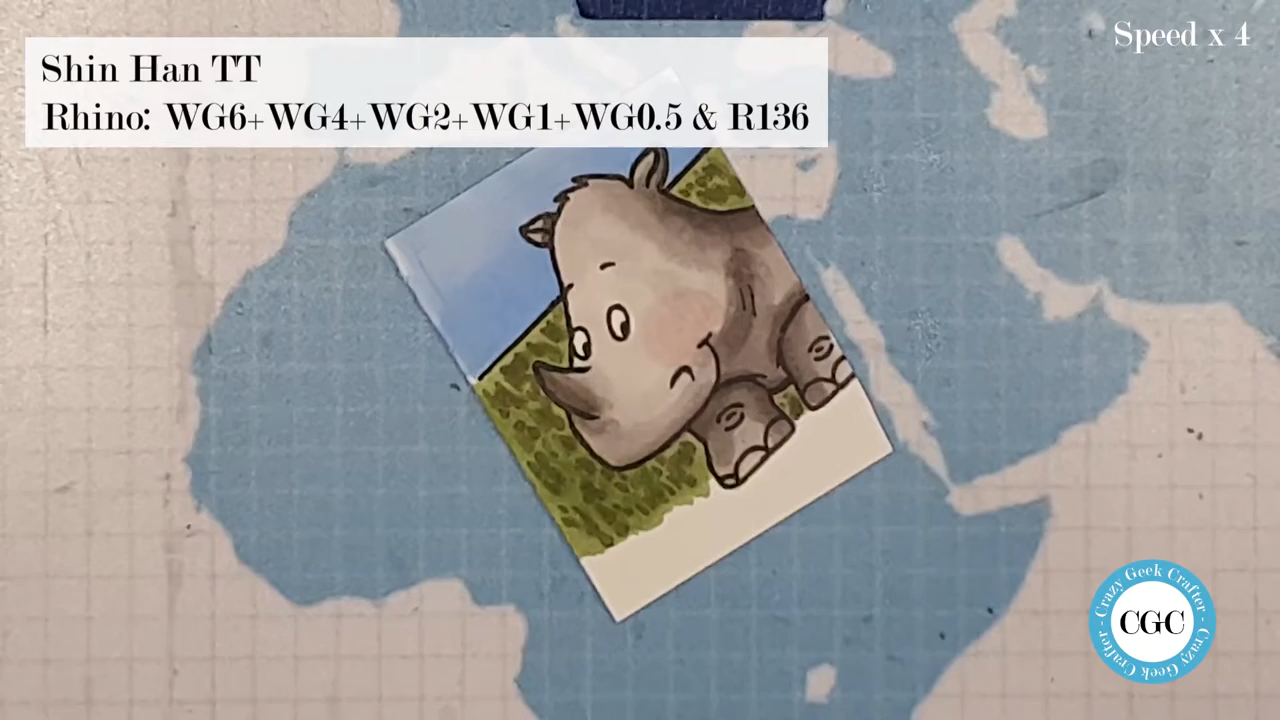 Speed x 4
Shin Han TT
Rhino: WG6+WG4+WG2+WG1+WG0.5 & R136
Crazy Geek Crafter - Crazy Geek Crafter -
CGC